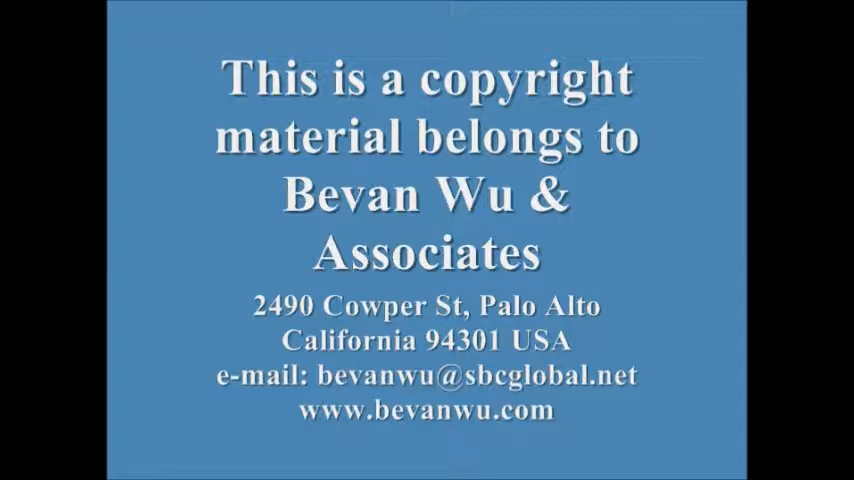 This is a copyright
material belongs to
Bevan Wu &
Associates
2490 Cowper St, Palo Alto
California 94301 USA
e-mail: bevanwu@sbcglobal.net
www.bevanwu.com